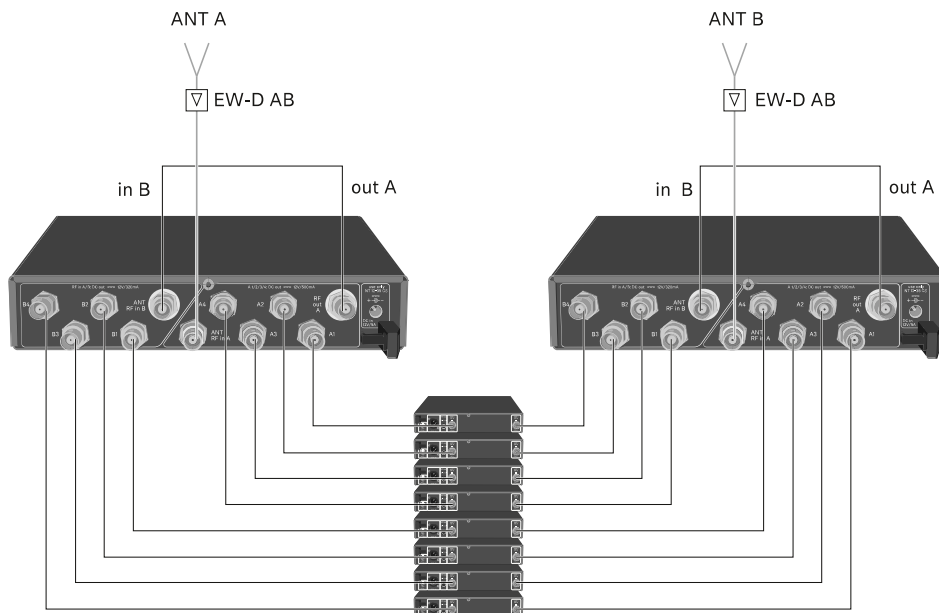 ANT A
ANT B
EW-D AB
EW-D AB
in B
out A
in B
out A
B4
B2
ANT
RF in B
A4
A2
RF
out
A
B3
B1
ANT
RF in A
A3
A1
B4
B2
ANT
RF in B
A4
A2
RF
out
A
B3
B1
ANT
RF in A
A3
A1